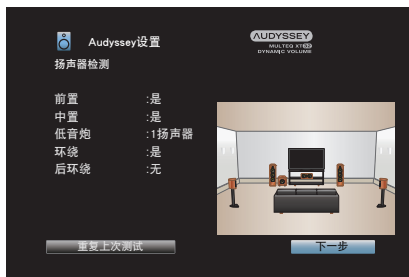 Audyssey设置
AUDYSSEY
MULTEQ XT32
DYNAMIC VOLUME
扬声器检测
前置 :是
中置 :是
低音炮 :1扬声器
环绕 :是
后环绕 :无
重复上次测试
下一步